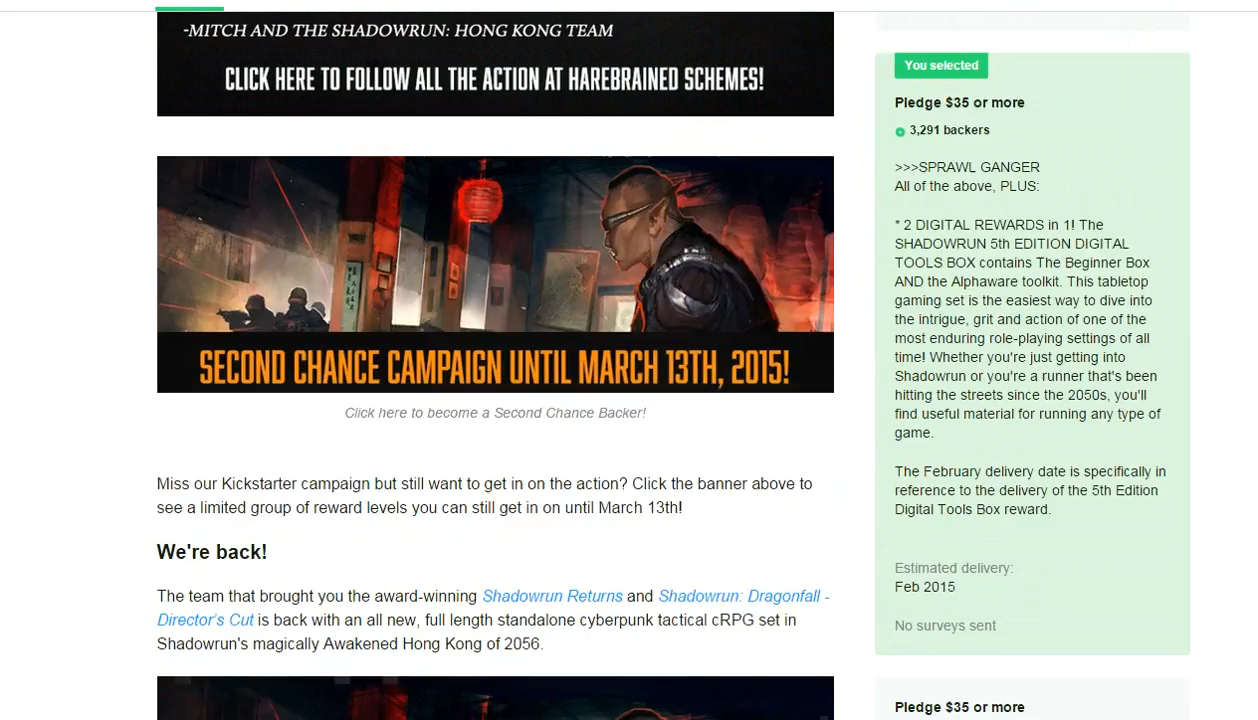 -MITCH AND THE SHADOWRUN: HONG KONG TEAM
CLICK HERE TO FOLLOW ALL THE ACTION AT HAREBRAINED SCHEMES!
SECOND CHANCE CAMPAIGN UNTIL MARCH 13TH, 2015!
Click here to become a Second Chance Backer!
Miss our Kickstarter campaign but still want to get in on the action? Click the banner above to
see a limited group of reward levels you can still get in on until March 13th!
We're back!
The team that brought you the award-winning Shadowrun Returns and Shadowrun: Dragonfall -
Director's Cut is back with an all new, full length standalone cyberpunk tactical cRPG set in
Shadowrun's magically Awakened Hong Kong of 2056.
You selected
Pledge $35 or more
3,291 backers
>>>SPRAWL GANGER
All of the above, PLUS:
* 2 DIGITAL REWARDS in 1! The
SHADOWRUN 5th EDITION DIGITAL
TOOLS BOX contains The Beginner Box
AND the Alphaware toolkit. This tabletop
gaming set is the easiest way to dive into
the intrigue, grit and action of one of the
most enduring role-playing settings of all
time! Whether you're just getting into
Shadowrun or you're a runner that's been
hitting the streets since the 2050s, you'll
find useful material for running any type of
game.
The February delivery date is specifically in
reference to the delivery of the 5th Edition
Digital Tools Box reward.
Estimated delivery:
Feb 2015
No surveys sent
Pledge $35 or more